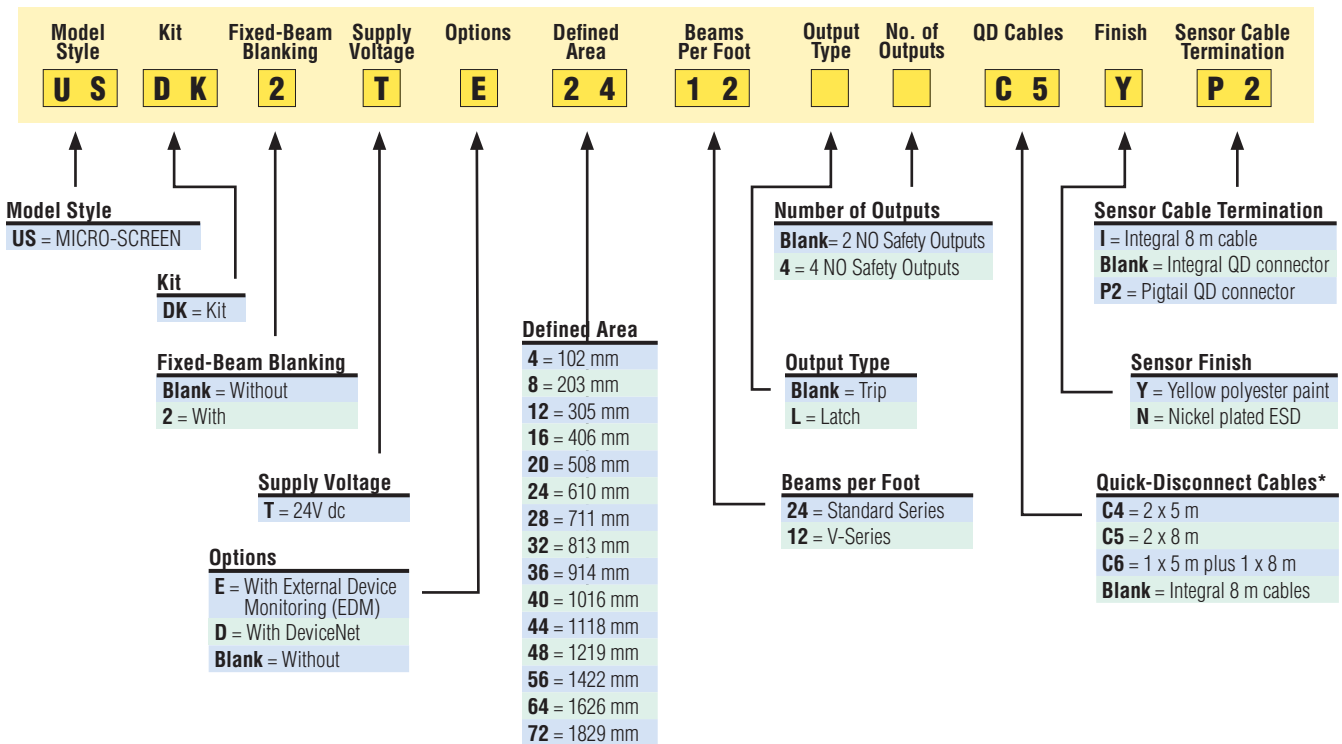 Model Style
Kit
Fixed-Beam Blanking
Supply Voltage
Options
Defined Area
Beams Per Foot
Output Type
No. of Outputs
QD Cables
Finish
Sensor Cable Termination
U S
D K
2
T
E
2 4
1 2
C 5
Y
P 2
Model Style
US = MICRO-SCREEN
Kit
DK = Kit
Fixed-Beam Blanking
Blank = Without
2 = With
Supply Voltage
T = 24V dc
Options
E = With External Device
Monitoring (EDM)
D = With DeviceNet
Blank = Without
Defined Area
4 = 102 mm
8 = 203 mm
12 = 305 mm
16 = 406 mm
20 = 508 mm
24 = 610 mm
28 = 711 mm
32 = 813 mm
36 = 914 mm
40 = 1016 mm
44 = 1118 mm
48 = 1219 mm
56 = 1422 mm
64 = 1626 mm
72 = 1829 mm
Number of Outputs
Blank= 2 NO Safety Outputs
4 = 4 NO Safety Outputs
Output Type
Blank = Trip
L = Latch
Beams per Foot
24 = Standard Series
12 = V-Series
Sensor Cable Termination
I = Integral 8 m cable
Blank = Integral QD connector
P2 = Pigtail QD connector
Sensor Finish
Y = Yellow polyester paint
N = Nickel plated ESD
Quick-Disconnect Cables*
C4 = 2 x 5 m
C5 = 2 x 8 m
C6 = 1 x 5 m plus 1 x 8 m
Blank = Integral 8 m cables